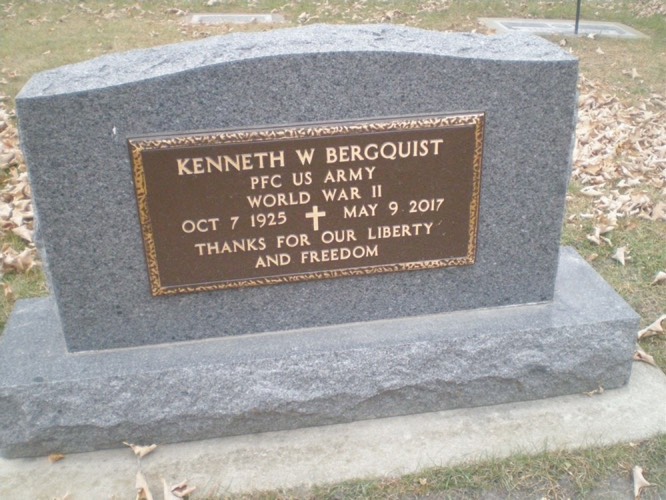 KENNETH W BERGQUIST
PFC US ARMY
WORLD WAR II
OCT 7 1925 MAY 9 2017
THANKS FOR OUR LIBERTY
AND FREEDOM